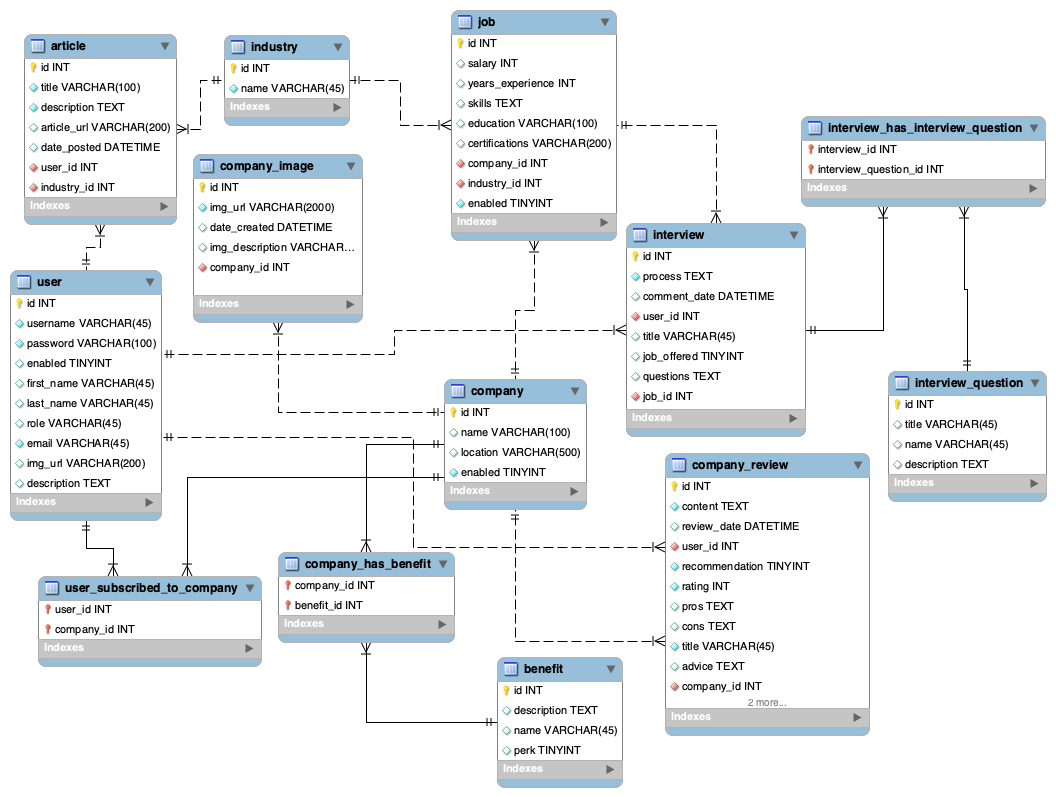 article
id INT
title VARCHAR(100)
description TEXT
article_url VARCHAR(200)
date_posted DATETIME
user_id INT
industry_id INT
Indexes
industry
id INT
name VARCHAR(45)
Indexes
job
id INT
salary INT
years_experience INT
skills TEXT
education VARCHAR(100)
certifications VARCHAR(200)
company_id INT
industry_id INT
enabled TINYINT
Indexes
interview_has_interview_question
interview_id INT
interview_question_id INT
Indexes
company_image
id INT
img_url VARCHAR(2000)
date_created DATETIME
img_description VARCHAR...
company_id INT
Indexes
interview
id INT
process TEXT
comment_date DATETIME
user_id INT
title VARCHAR(45)
job_offered TINYINT
questions TEXT
job_id INT
Indexes
user
id INT
username VARCHAR(45)
password VARCHAR(100)
enabled TINYINT
first_name VARCHAR(45)
last_name VARCHAR(45)
role VARCHAR(45)
email VARCHAR(45)
img_url VARCHAR(200)
description TEXT
Indexes
company
id INT
name VARCHAR(100)
location VARCHAR(500)
enabled TINYINT
Indexes
interview_question
id INT
title VARCHAR(45)
name VARCHAR(45)
description TEXT
Indexes
company_review
id INT
content TEXT
review_date DATETIME
user_id INT
recommendation TINYINT
rating INT
pros TEXT
cons TEXT
title VARCHAR(45)
advice TEXT
company_id INT
2 more...
Indexes
user_subscribed_to_company
user_id INT
company_id INT
Indexes
company_has_benefit
company_id INT
benefit_id INT
Indexes
benefit
id INT
description TEXT
name VARCHAR(45)
perk TINYINT
Indexes